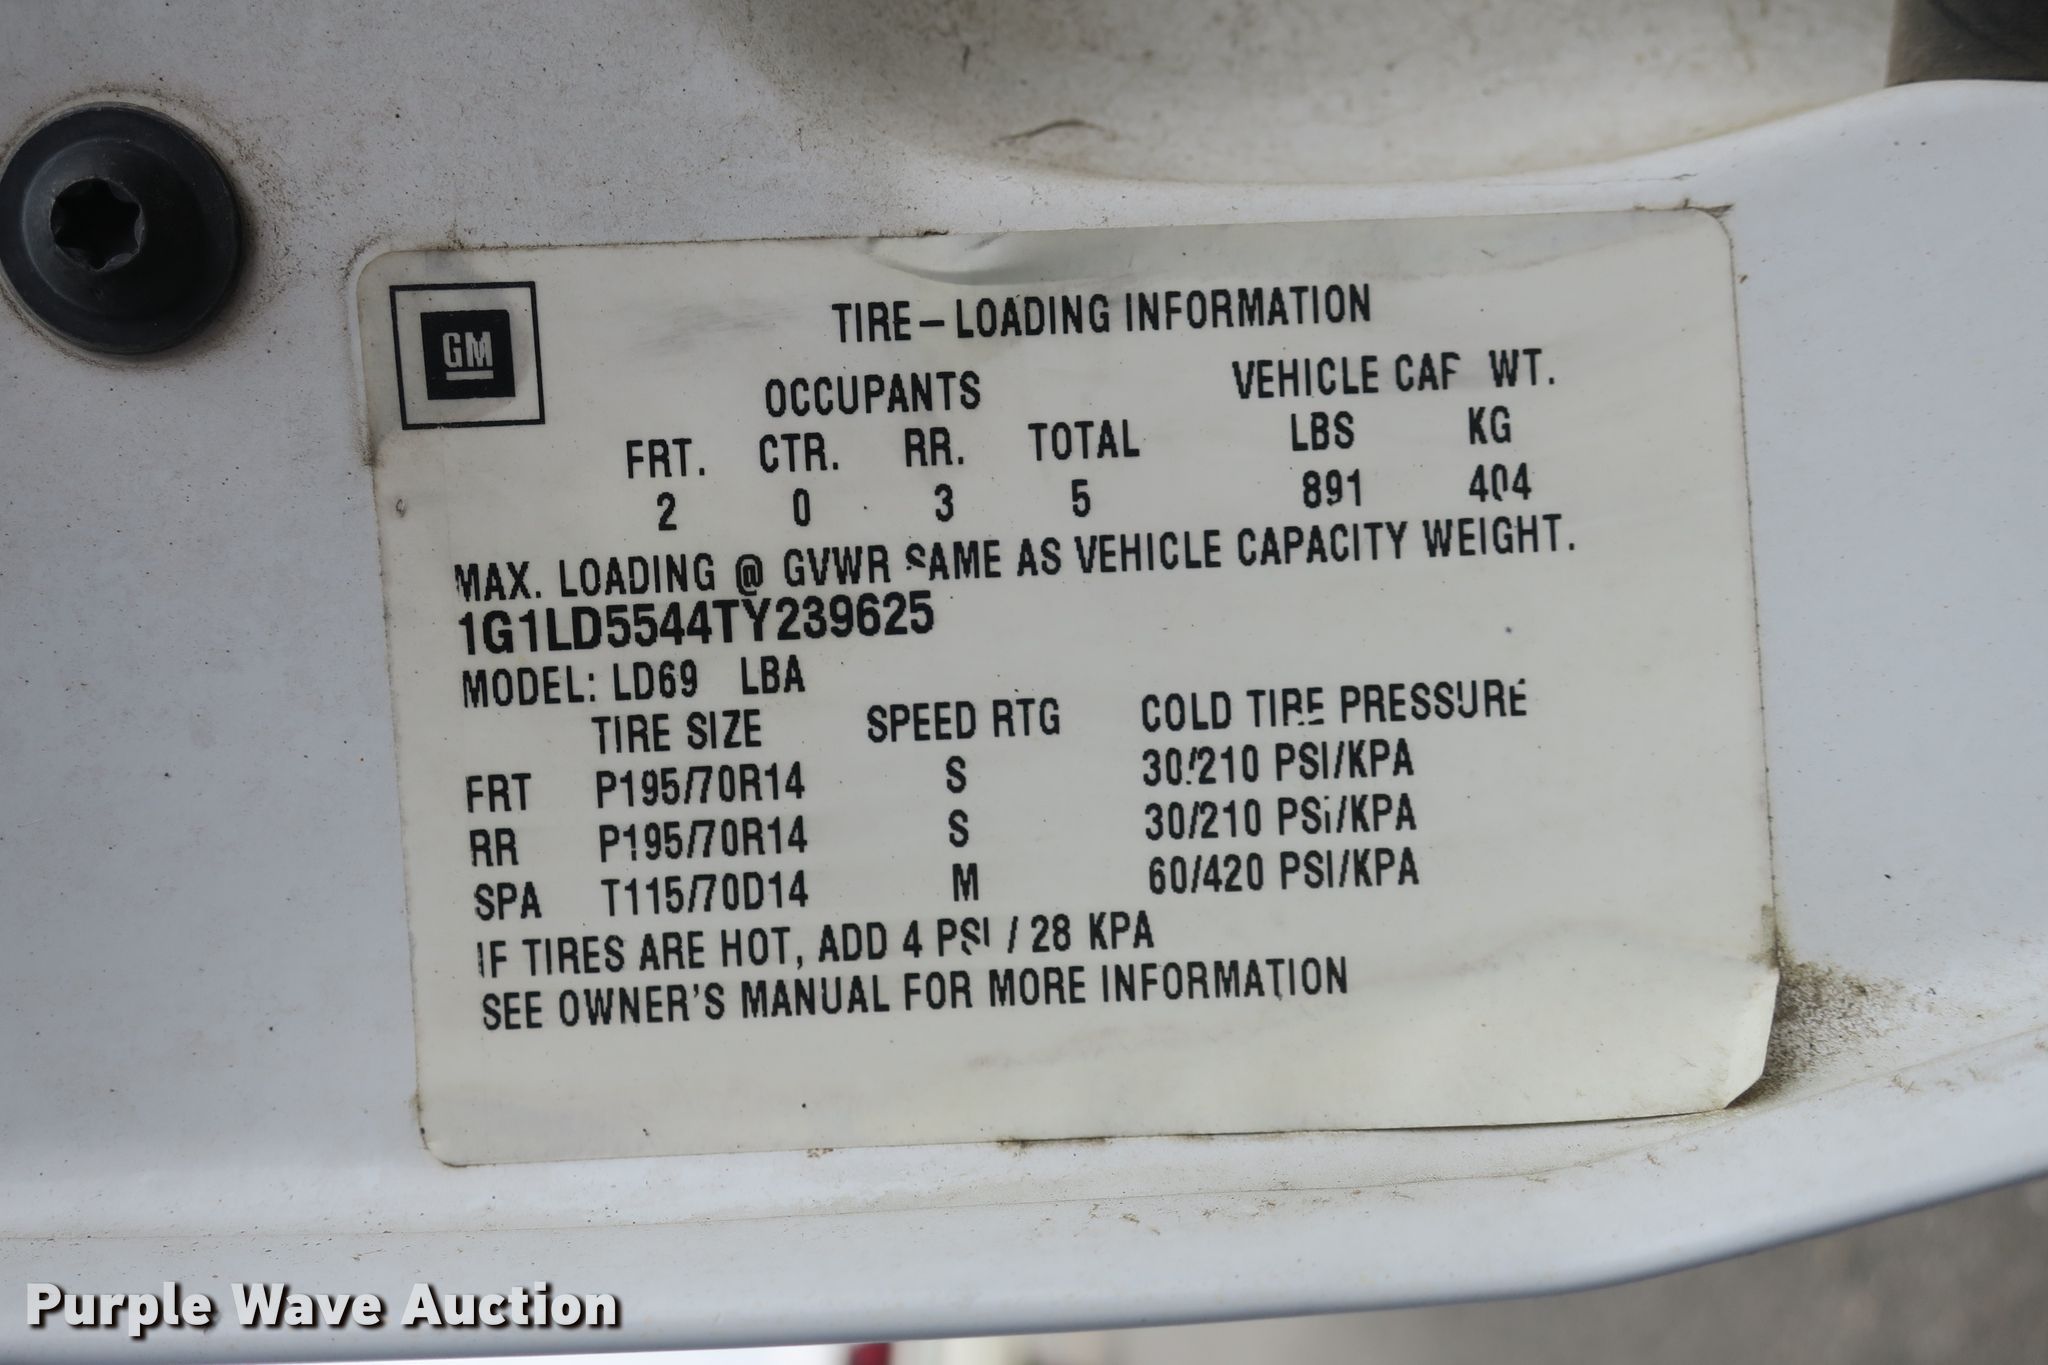 GM
TIRE – LOADING INFORMATION
OCCUPANTS VEHICLE CAP WT.
FRT. CTR. RR. TOTAL LBS KG
2 0 3 5 891 404
MAX. LOADING @ GVWR SAME AS VEHICLE CAPACITY WEIGHT.
1G1LD5544TY239625
MODEL: LD69 LBA
TIRE SIZE SPEED RTG COLD TIRE PRESSURE
FRT P195/70R14 S 30/210 PSI/KPA
RR P195/70R14 S 30/210 PSI/KPA
SPA T115/70D14 M 60/420 PSI/KPA
IF TIRES ARE HOT, ADD 4 PSI / 28 KPA
SEE OWNER'S MANUAL FOR MORE INFORMATION
Purple Wave Auction